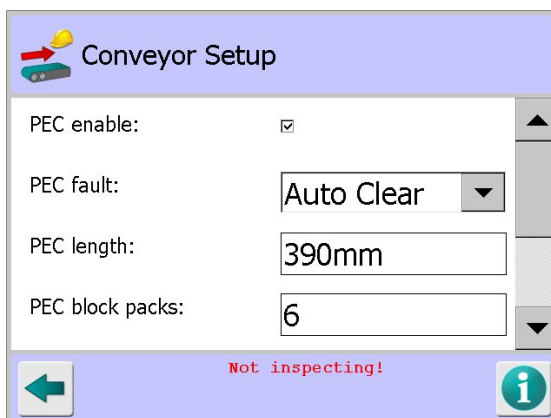 Conveyor Setup
PEC enable:
PEC fault: Auto Clear
PEC length: 390mm
PEC block packs: 6
Not inspecting!